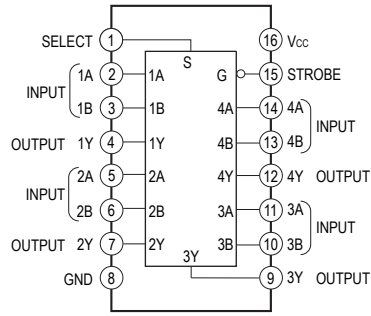 SELECT 1 S 16 Vcc
INPUT 1A 2 1A G 15 STROBE
1B 3 1B 4A 14 4A INPUT
OUTPUT 1Y 4 1Y 4B 13 4B
INPUT 2A 5 2A 4Y 12 4Y OUTPUT
2B 6 2B 3A 11 3A INPUT
OUTPUT 2Y 7 2Y 3B 10 3B
GND 8 3Y 9 3Y OUTPUT